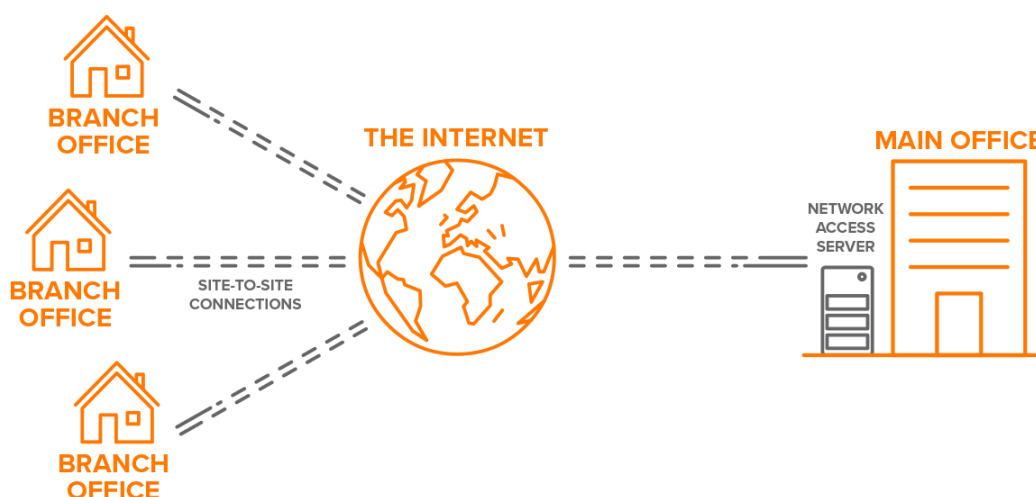 BRANCH
OFFICE
THE INTERNET
MAIN OFFICE
NETWORK
ACCESS
SERVER
BRANCH
OFFICE
SITE-TO-SITE
CONNECTIONS
BRANCH
OFFICE